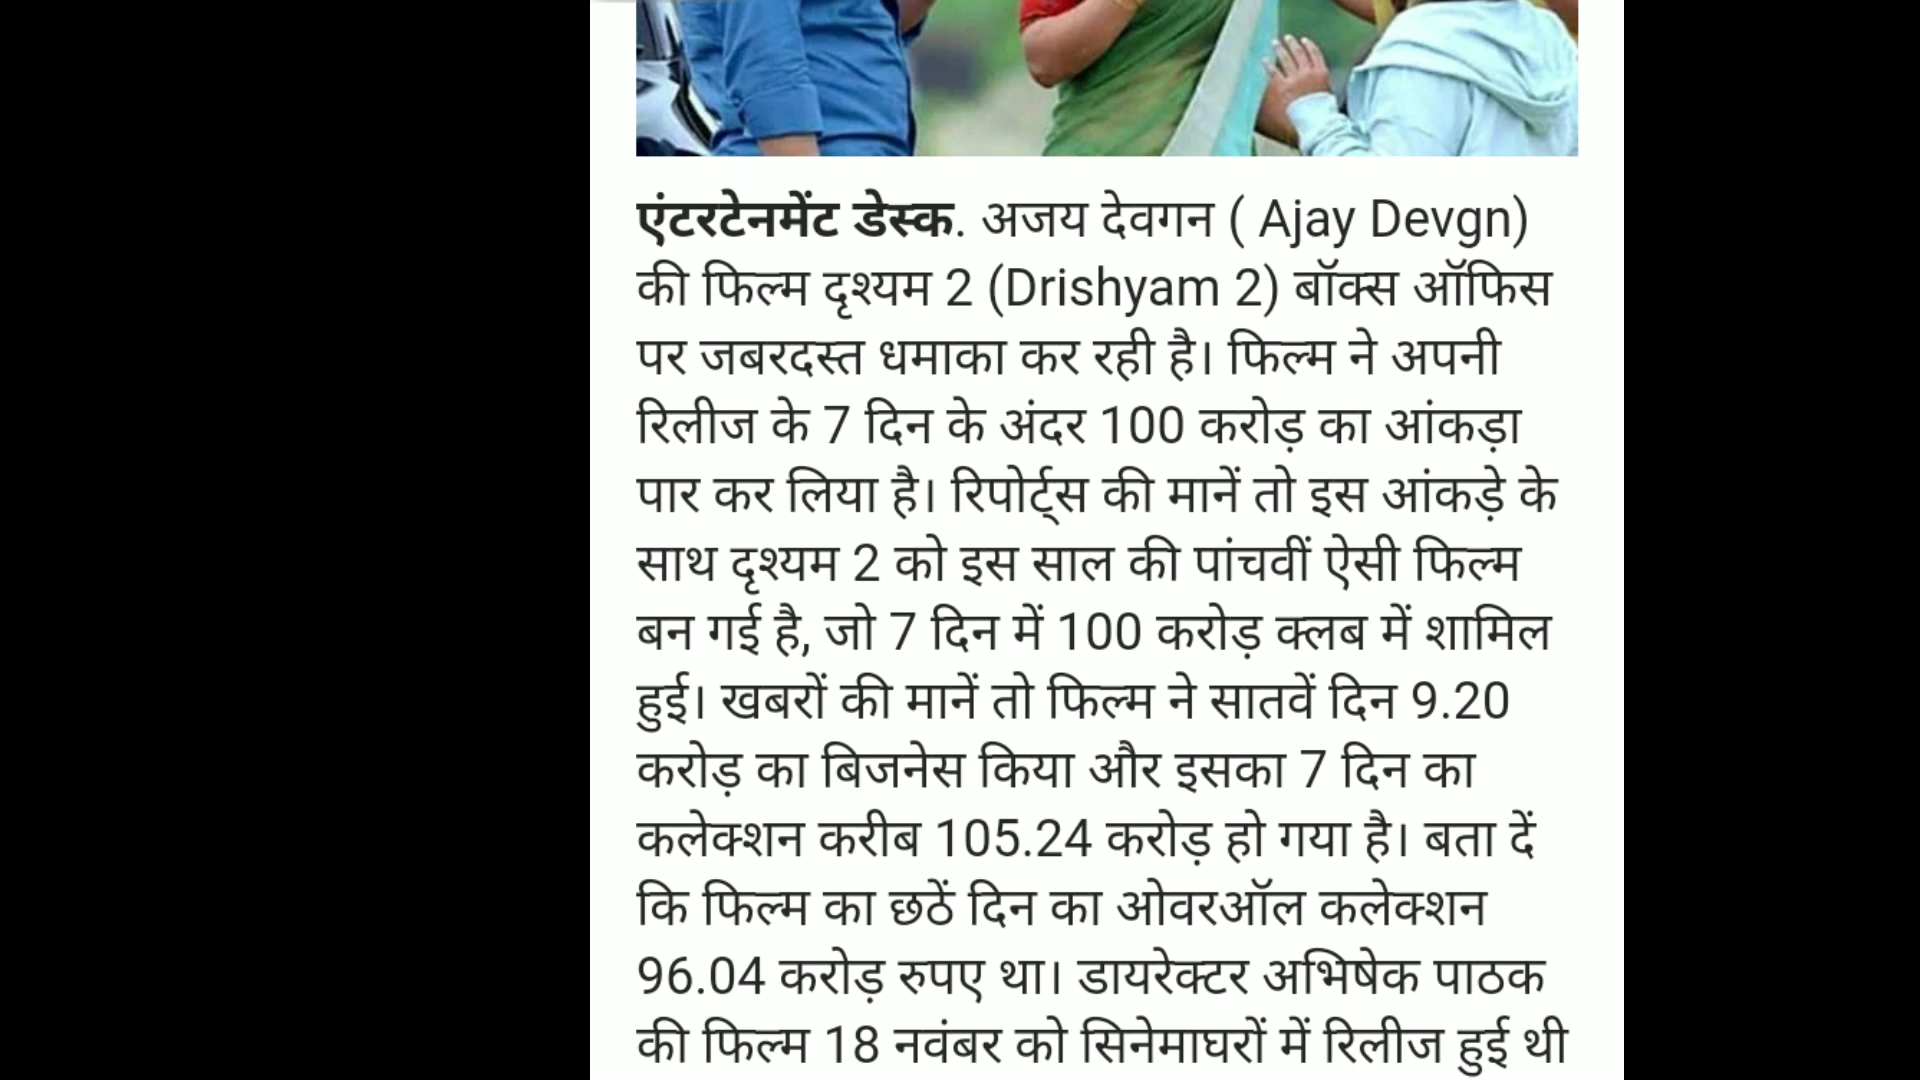 एंटरटेनमेंट डेस्क. अजय देवगन ( Ajay Devgn)
की फिल्म दृश्यम 2 (Drishyam 2) बॉक्स ऑफिस
पर जबरदस्त धमाका कर रही है। फिल्म ने अपनी
रिलीज के 7 दिन के अंदर 100 करोड़ का आंकड़ा
पार कर लिया है। रिपोर्ट्स की मानें तो इस आंकड़े के
साथ दृश्यम 2 को इस साल की पांचवीं ऐसी फिल्म
बन गई है, जो 7 दिन में 100 करोड़ क्लब में शामिल
हुई। खबरों की मानें तो फिल्म ने सातवें दिन 9.20
करोड़ का बिजनेस किया और इसका 7 दिन का
कलेक्शन करीब 105.24 करोड़ हो गया है। बता दें
कि फिल्म का छठें दिन का ओवरऑल कलेक्शन
96.04 करोड़ रुपए था। डायरेक्टर अभिषेक पाठक
की फिल्म 18 नवंबर को सिनेमाघरों में रिलीज हुई थी